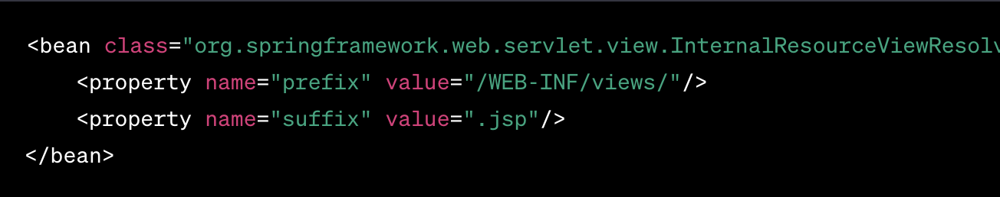 <bean class="org.springframework.web.servlet.view.InternalResourceViewResolv
    <property name="prefix" value="/WEB-INF/views/"/>
    <property name="suffix" value=".jsp"/>
</bean>